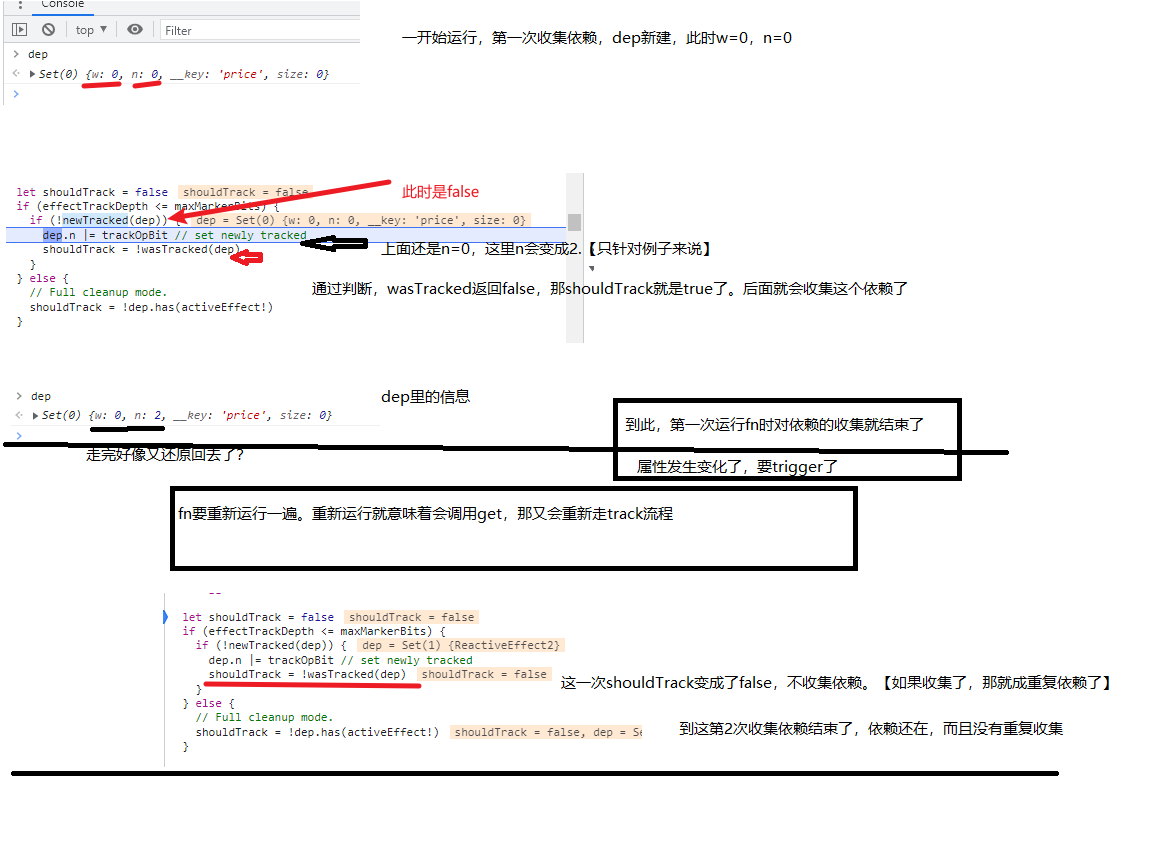 Console
top ▼
Filter
一开始运行，第一次收集依赖，dep新建，此时w=0，n=0
> dep
Set(0) {w: 0, n: 0, __key: 'price', size: 0}
let shouldTrack = false shouldTrack = false
此时是false
if (effectTrackDepth <= maxMarkerBits) {
if (!newTracked(dep)) { dep = Set(0) {w: 0, n: 0, __key: 'price', size: 0}
dep.n |= trackOpBit // set newly tracked
shouldTrack = !wasTracked(dep)
上面还是n=0，这里n会变成2.【只针对例子来说】
}
} else {
// Full cleanup mode.
通过判断，wasTracked返回false，那shouldTrack就是true了。后面就会收集这个依赖了
shouldTrack = !dep.has(activeEffect!)
}
> dep
dep里的信息
Set(0) {w: 0, n: 2, __key: 'price', size: 0}
到此，第一次运行fn时对依赖的收集就结束了
走完好像又还原回去了?
属性发生变化了，要trigger了
fn要重新运行一遍。重新运行就意味着会调用get，那又会重新走track流程
let shouldTrack = false shouldTrack = false
if (effectTrackDepth <= maxMarkerBits) {
if (!newTracked(dep)) { dep = Set(1) {ReactiveEffect2}
dep.n |= trackOpBit // set newly tracked
shouldTrack = !wasTracked(dep) shouldTrack = false
这一次shouldTrack变成了false，不收集依赖。【如果收集了，那就成重复依赖了】
}
} else {
// Full cleanup mode.
shouldTrack = !dep.has(activeEffect!) shouldTrack = false, dep = Se
到这第2次收集依赖结束了，依赖还在，而且没有重复收集
}